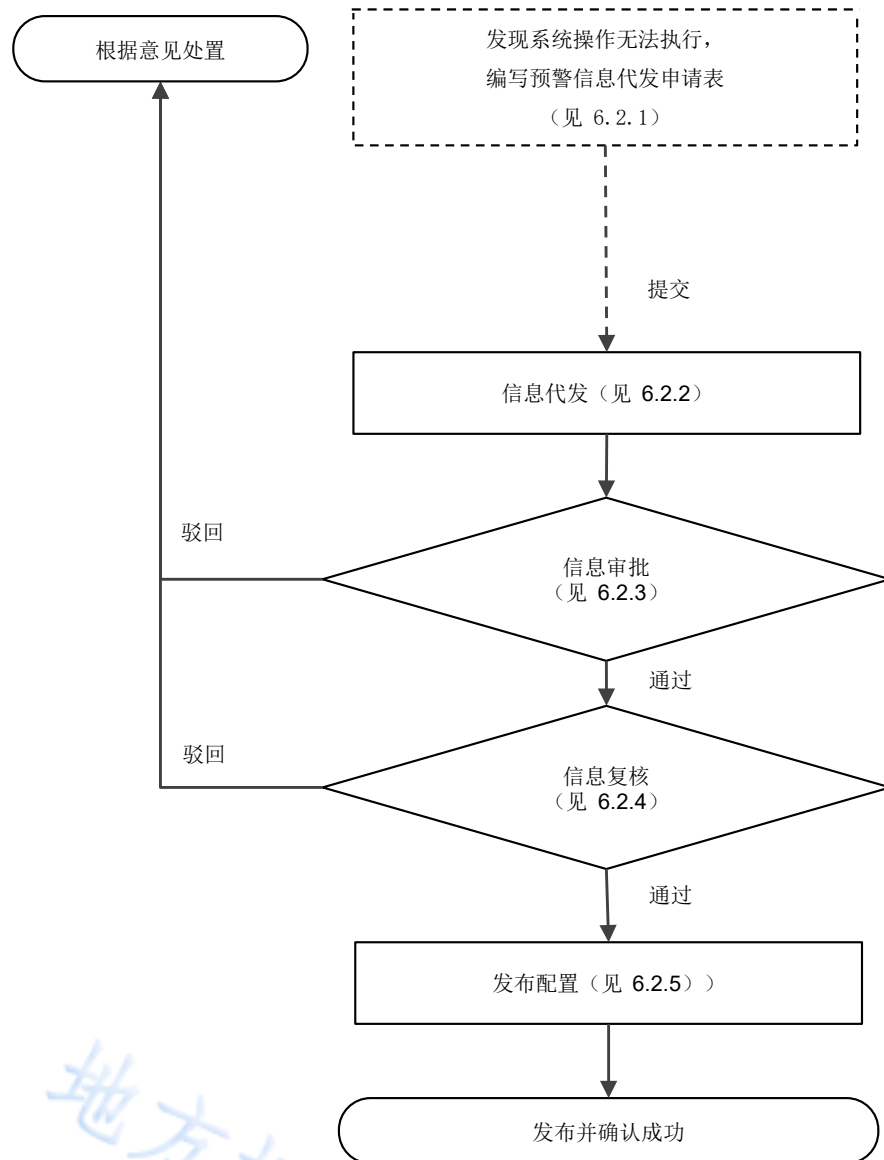 根据意见处置
发现系统操作无法执行，
编写预警信息代发申请表
（见 6.2.1）
提交
信息代发（见 6.2.2）
驳回
信息审批
（见 6.2.3）
通过
驳回
信息复核
（见 6.2.4）
通过
发布配置（见 6.2.5））
发布并确认成功
地方